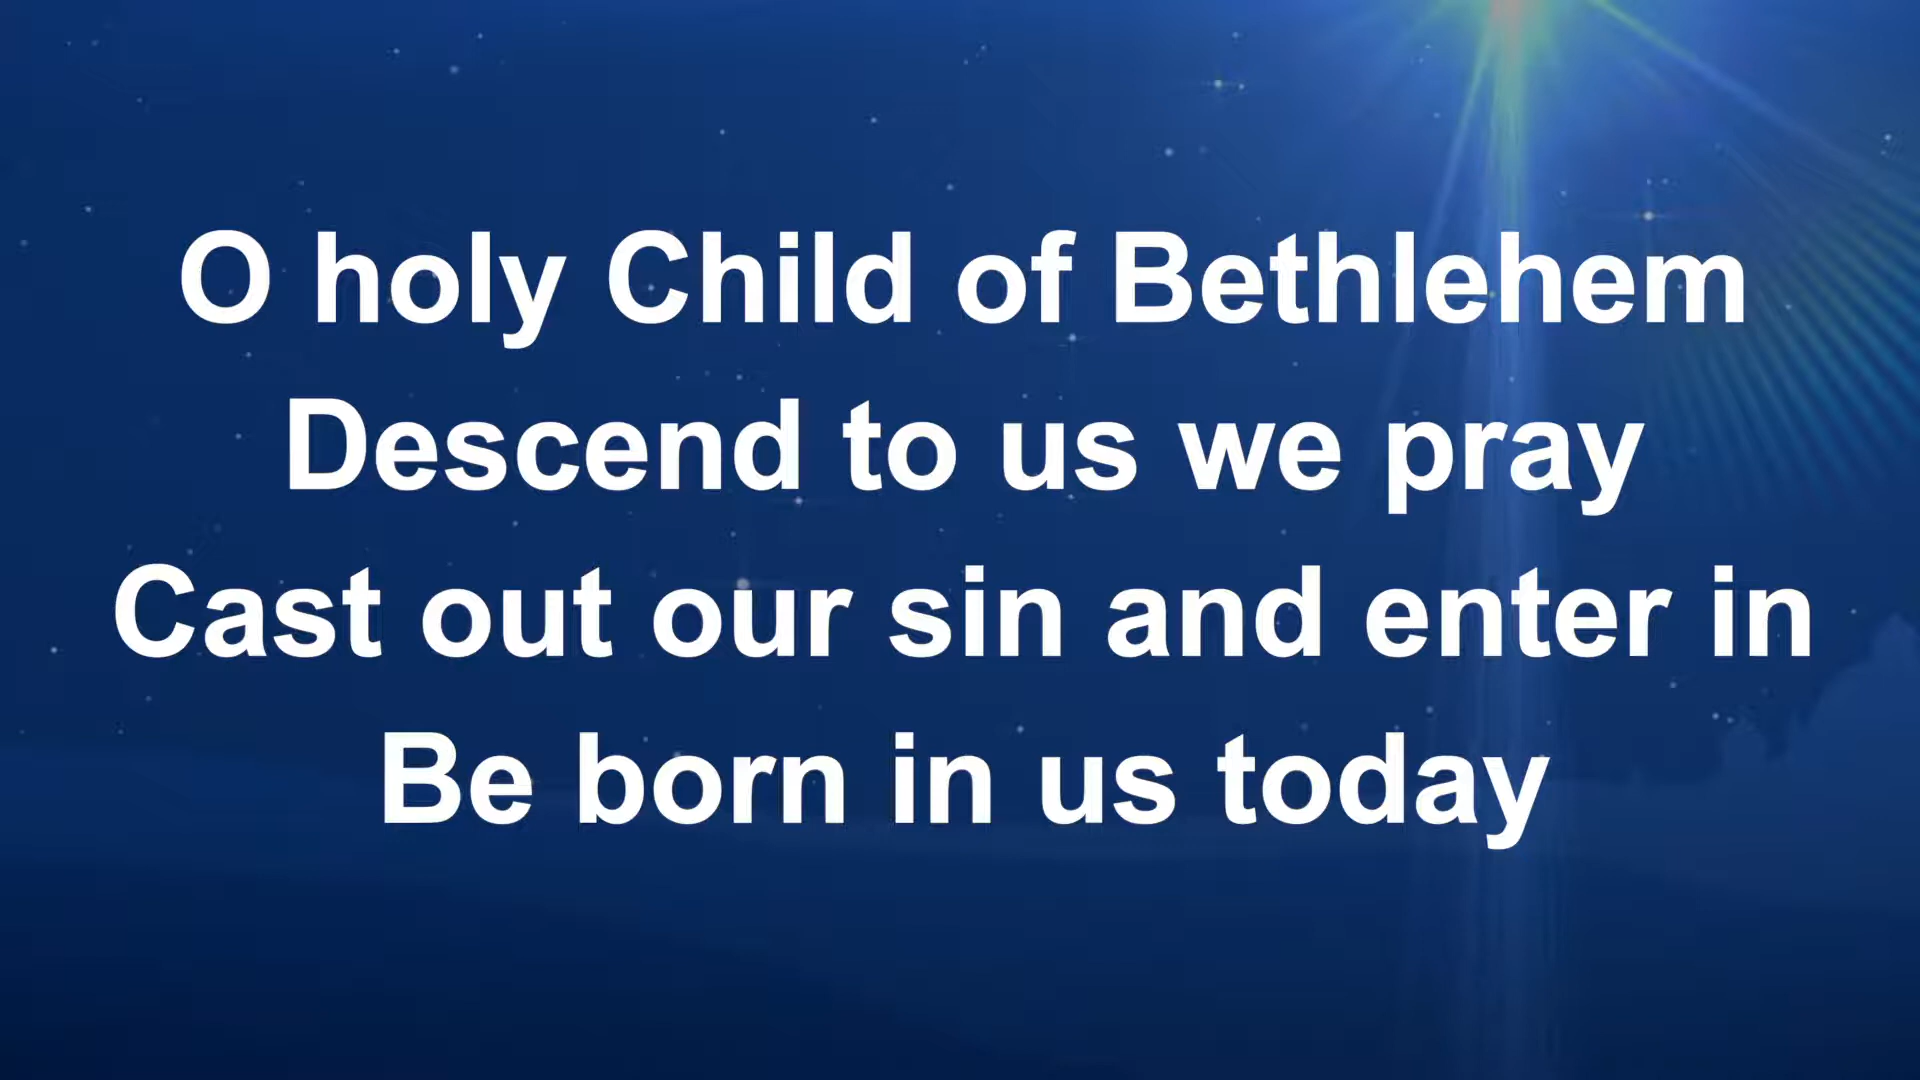 O holy Child of Bethlehem
Descend to us we pray
Cast out our sin and enter in
Be born in us today